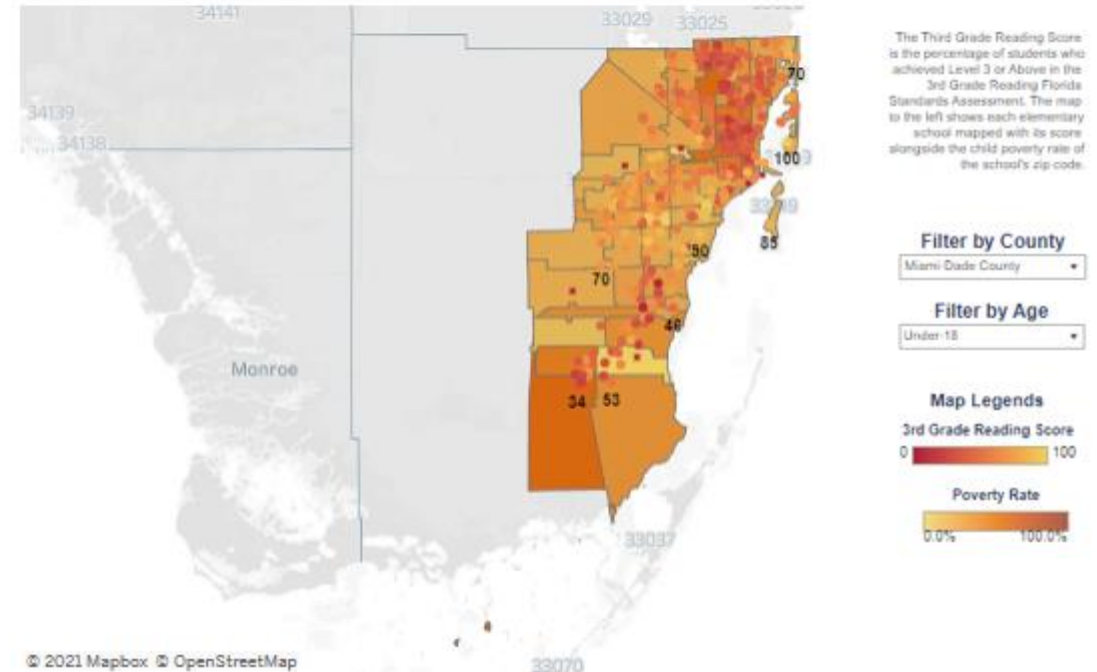 34141
33029
33025
The Third Grade Reading Score
is the percentage of students who
achieved Level 3 or Above in the
3rd Grade Reading Florida
Standards Assessment. The map
to the left shows each elementary
school mapped with its score
alongside the child poverty rate of
the school's zip code.
70
34139
34138
100
85
Filter by County
Miami-Dade County
90
70
Filter by Age
Under-18
46
Monroe
34
53
Map Legends
3rd Grade Reading Score
0
100
Poverty Rate
0.0%
100.0%
33037
© 2021 Mapbox © OpenStreetMap
33070